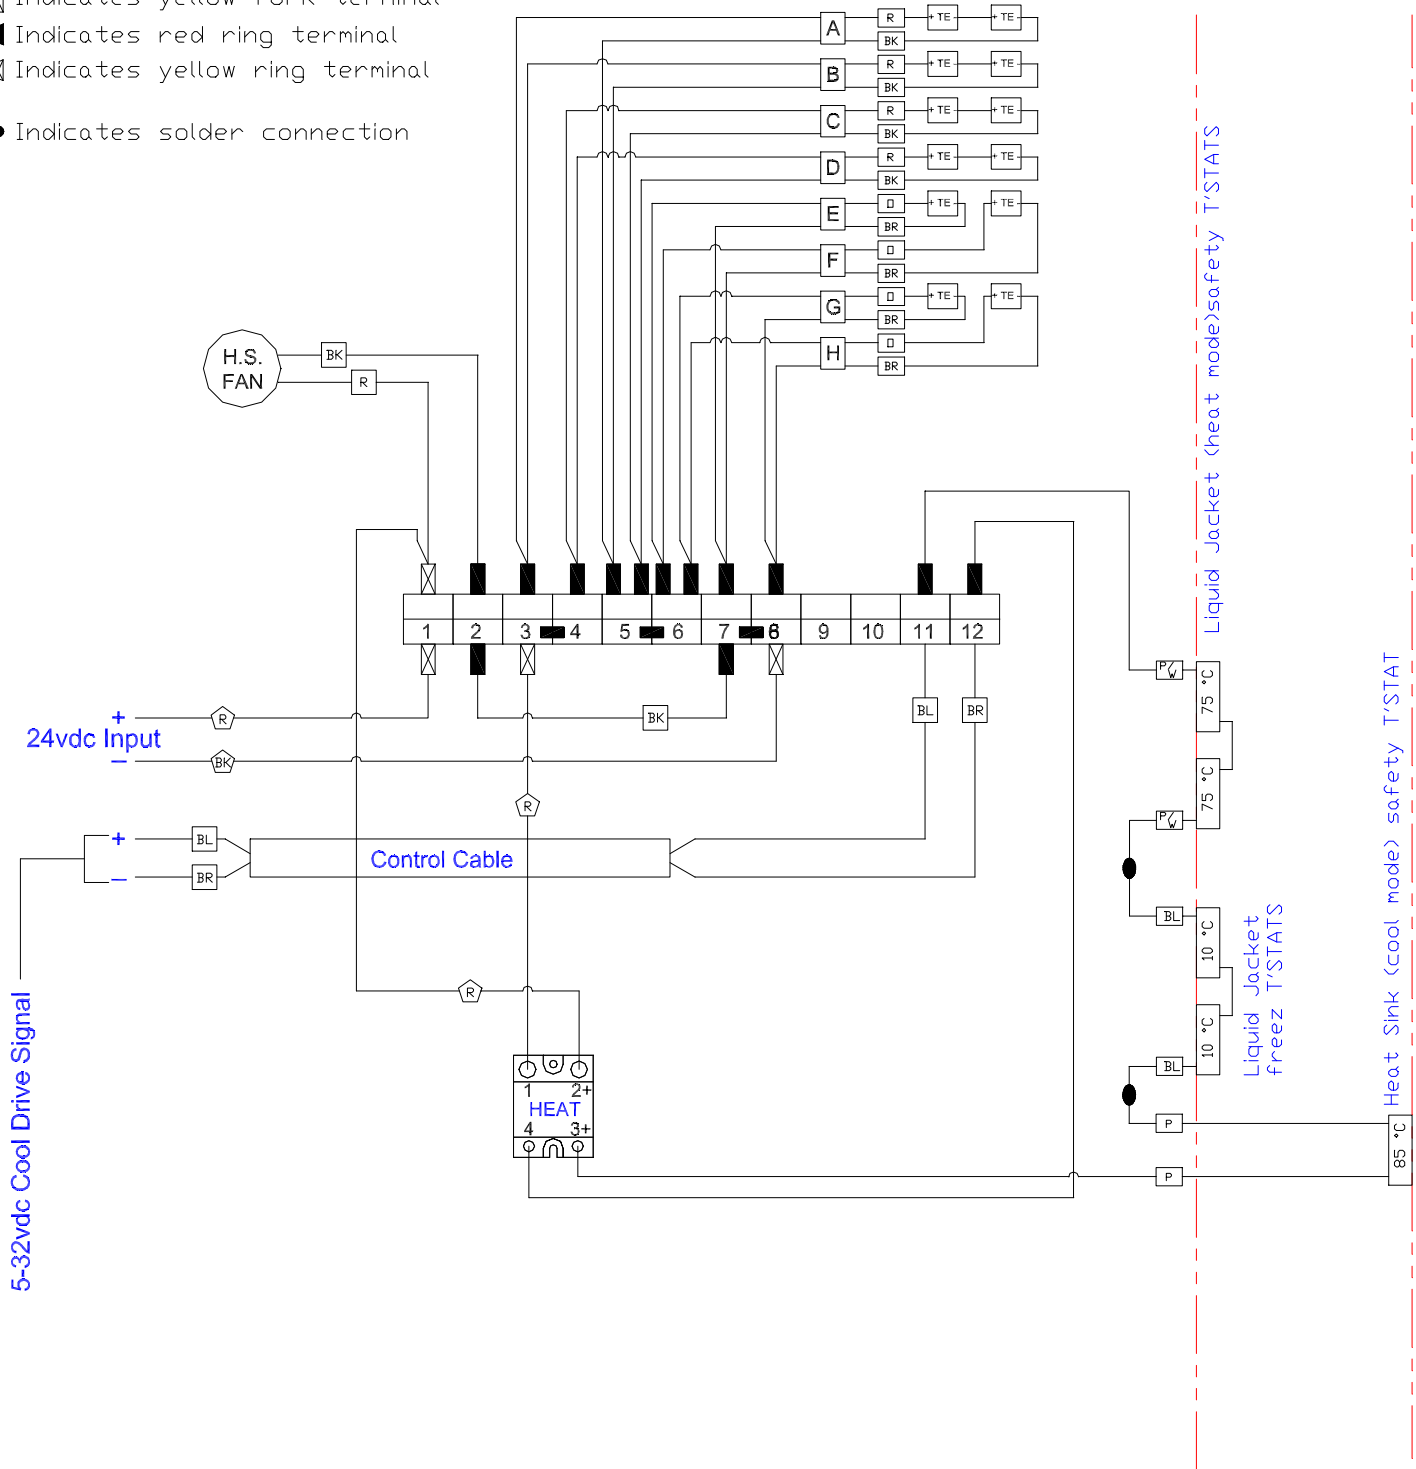 Indicates yellow fork terminal
Indicates red ring terminal
Indicates yellow ring terminal
Indicates solder connection
A R + TE + TE
BK
B R + TE + TE
BK
C R + TE + TE
BK
D R + TE + TE
BK
E O + TE + TE
BR
F O
BR
G O + TE + TE
BR
H O
BR
H.S.
FAN
BK
R
1 2 3 4 5 6 7 8 9 10 11 12
+ R
24vdc Input
− BK
BK
BL BR
R
+ BL
Control Cable
− BR
5-32vdc Cool Drive Signal
R
1 2+
HEAT
4 3+
Liquid Jacket (heat mode)safety T'STATS
75 °C
75 °C
BL
10 °C
10 °C
BL
Liquid Jacket
freez T'STATS
P
P
85 °C
Heat Sink (cool mode) safety T'STAT